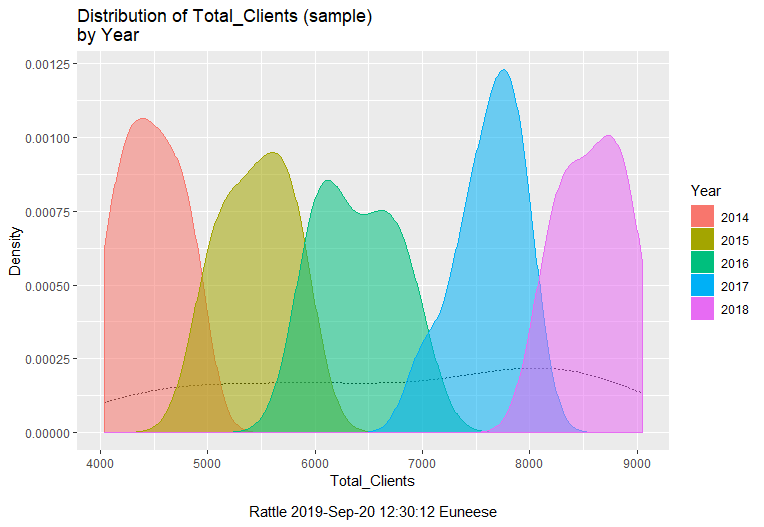 Distribution of Total_Clients (sample)
by Year
0.00125
0.00100
0.00075
0.00050
0.00025
0.00000
Density
4000 5000 6000 7000 8000 9000
Total_Clients
Year
2014
2015
2016
2017
2018
Rattle 2019-Sep-20 12:30:12 Euneese